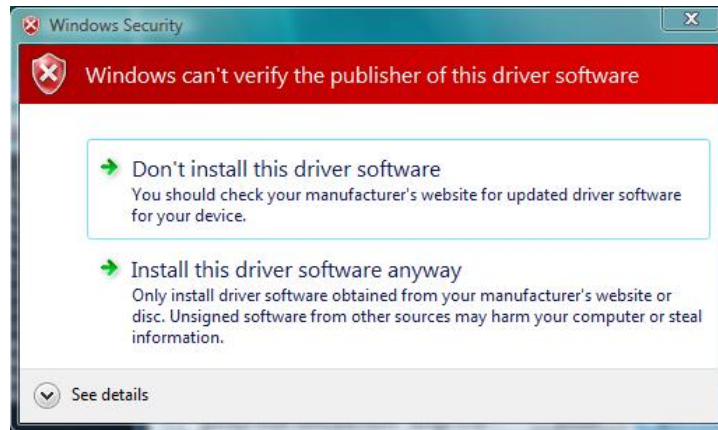 Windows Security
Windows can't verify the publisher of this driver software
Don't install this driver software
You should check your manufacturer's website for updated driver software
for your device.
Install this driver software anyway
Only install driver software obtained from your manufacturer's website or
disc. Unsigned software from other sources may harm your computer or steal
information.
See details